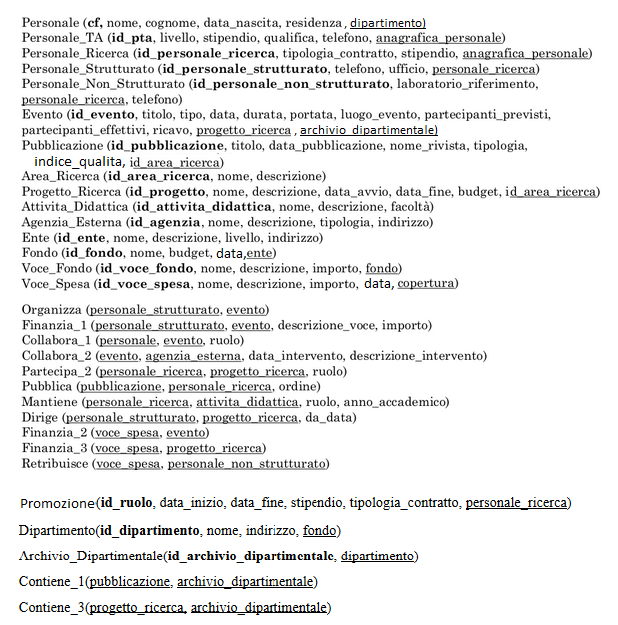 Personale (cf, nome, cognome, data_nascita, residenza, dipartimento)
Personale_TA (id_pta, livello, stipendio, qualifica, telefono, anagrafica_personale)
Personale_Ricerca (id_personale_ricerca, tipologia_contratto, stipendio, anagrafica_personale)
Personale_Strutturato (id_personale_strutturato, telefono, ufficio, personale_ricerca)
Personale_Non_Strutturato (id_personale_non_strutturato, laboratorio_riferimento,
personale_ricerca, telefono)
Evento (id_evento, titolo, tipo, data, durata, portata, luogo_evento, partecipanti_previsti,
partecipanti_effettivi, ricavo, progetto_ricerca , archivio_dipartimentale)
Pubblicazione (id_pubblicazione, titolo, data_pubblicazione, nome_rivista, tipologia,
indice_qualita, id_area_ricerca)
Area_Ricerca (id_area_ricerca, nome, descrizione)
Progetto_Ricerca (id_progetto, nome, descrizione, data_avvio, data_fine, budget, id_area_ricerca)
Attivita_Didattica (id_attivita_didattica, nome, descrizione, facoltà)
Agenzia_Esterna (id_agenzia, nome, descrizione, tipologia, indirizzo)
Ente (id_ente, nome, descrizione, livello, indirizzo)
Fondo (id_fondo, nome, budget, data,ente)
Voce_Fondo (id_voce_fondo, nome, descrizione, importo, fondo)
Voce_Spesa (id_voce_spesa, nome, descrizione, importo, data, copertura)
Organizza (personale_strutturato, evento)
Finanzia_1 (personale_strutturato, evento, descrizione_voce, importo)
Collabora_1 (personale, evento, ruolo)
Collabora_2 (evento, agenzia_esterna, data_intervento, descrizione_intervento)
Partecipa_2 (personale_ricerca, progetto_ricerca, ruolo)
Pubblica (pubblicazione, personale_ricerca, ordine)
Mantiene (personale_ricerca, attivita_didattica, ruolo, anno_accademico)
Dirige (personale_strutturato, progetto_ricerca, da_data)
Finanzia_2 (voce_spesa, evento)
Finanzia_3 (voce_spesa, progetto_ricerca)
Retribuisce (voce_spesa, personale_non_strutturato)
Promozione(id_ruolo, data_inizio, data_fine, stipendio, tipologia_contratto, personale_ricerca)
Dipartimento(id_dipartimento, nome, indirizzo, fondo)
Archivio_Dipartimentale(id_archivio_dipartimentale, dipartimento)
Contiene_1(pubblicazione, archivio_dipartimentale)
Contiene_3(progetto_ricerca, archivio_dipartimentale)